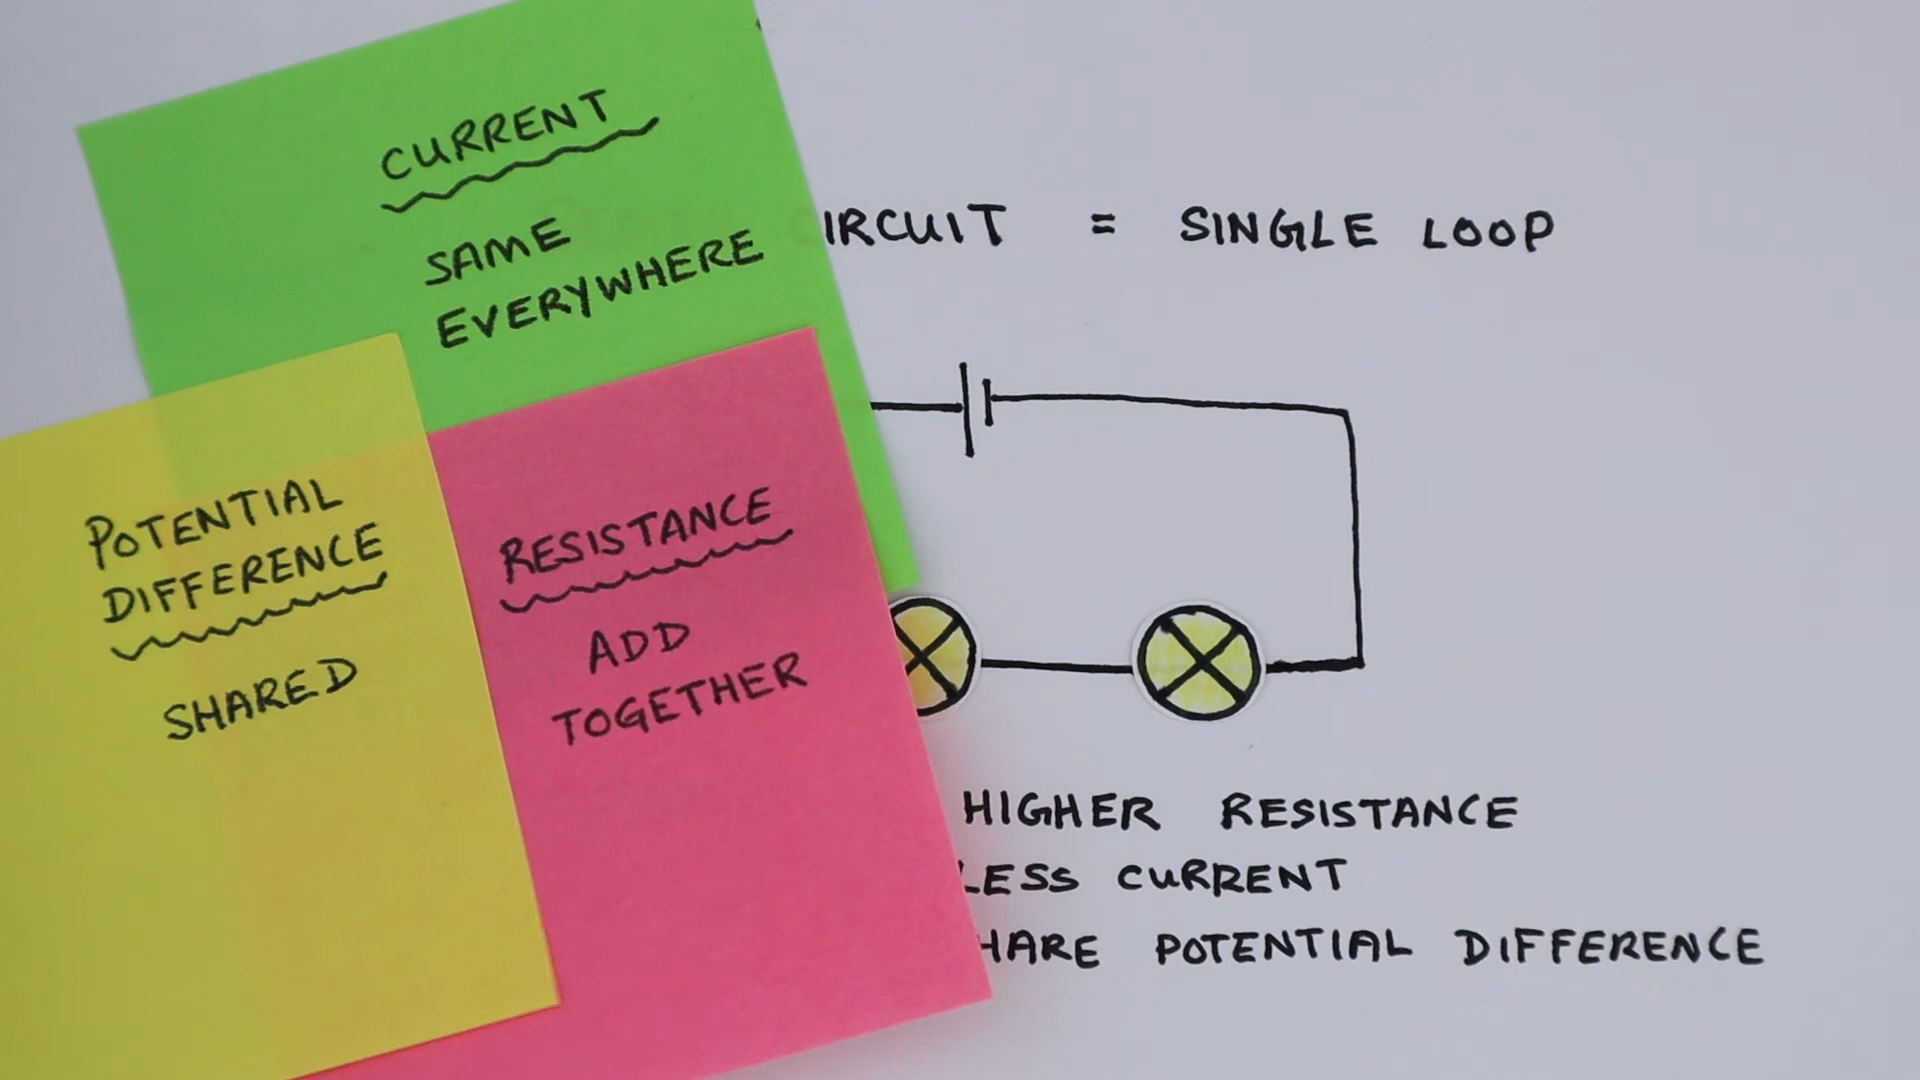 CURRENT
SAME
EVERYWHERE
POTENTIAL
DIFFERENCE
SHARED
RESISTANCE
ADD
TOGETHER
IRCUIT = SINGLE LOOP
HIGHER RESISTANCE
LESS CURRENT
HARE POTENTIAL DIFFERENCE